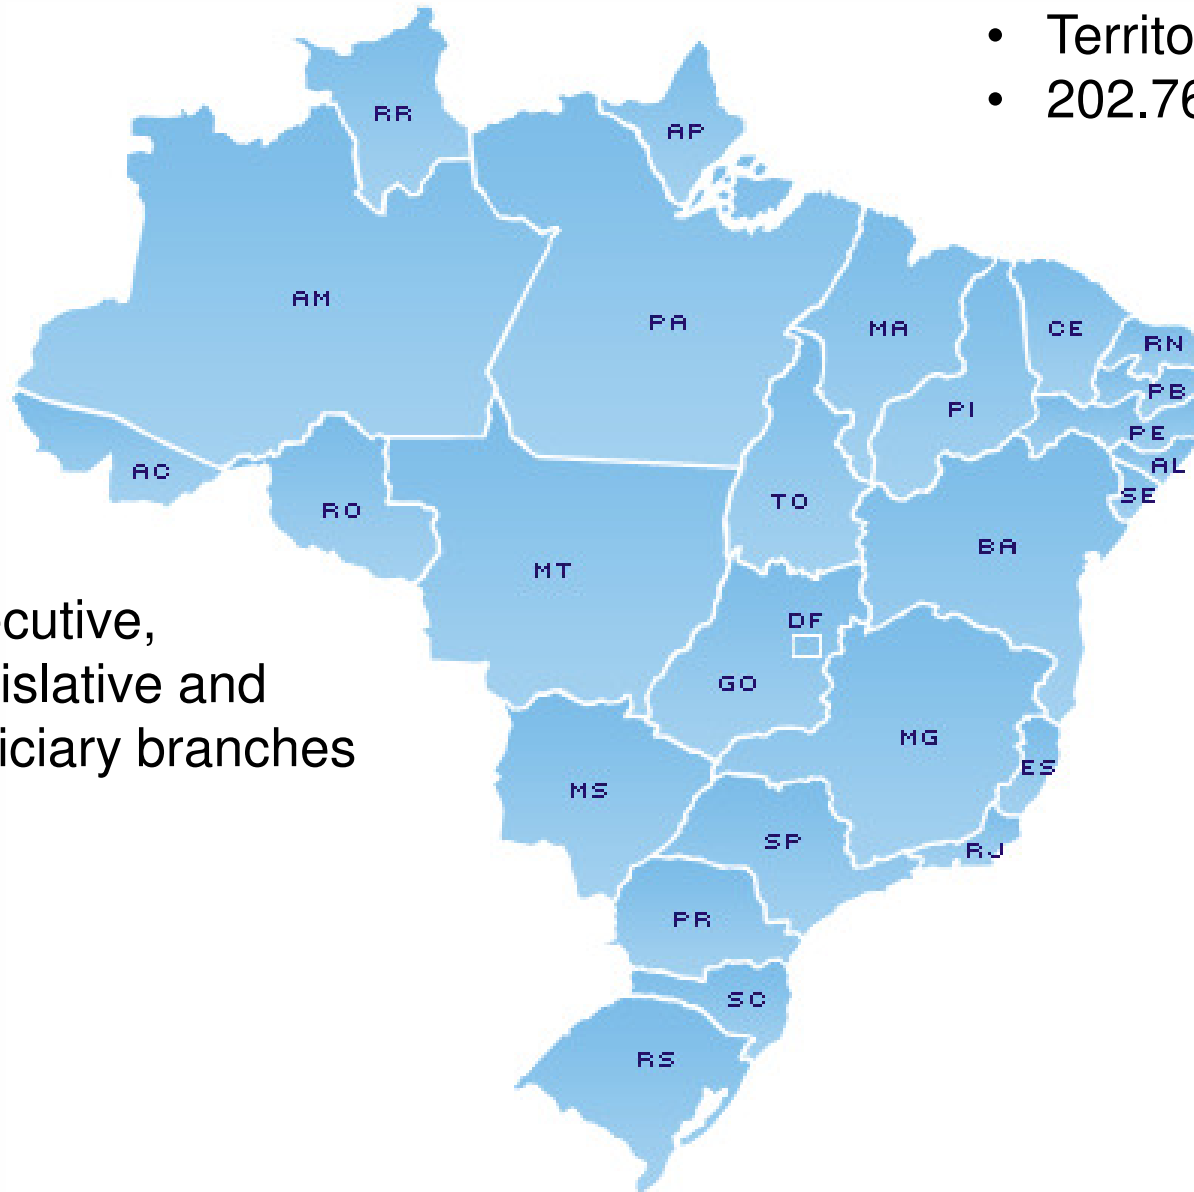 • Territo
• 202.76
RR
AP
AM
PA
MA
CE
RN
PB
PI
PE
AL
AC
SE
TO
RO
BA
MT
cutive,
DF
islative and
GO
MG
iciary branches
ES
MS
SP
RJ
PR
SC
RS